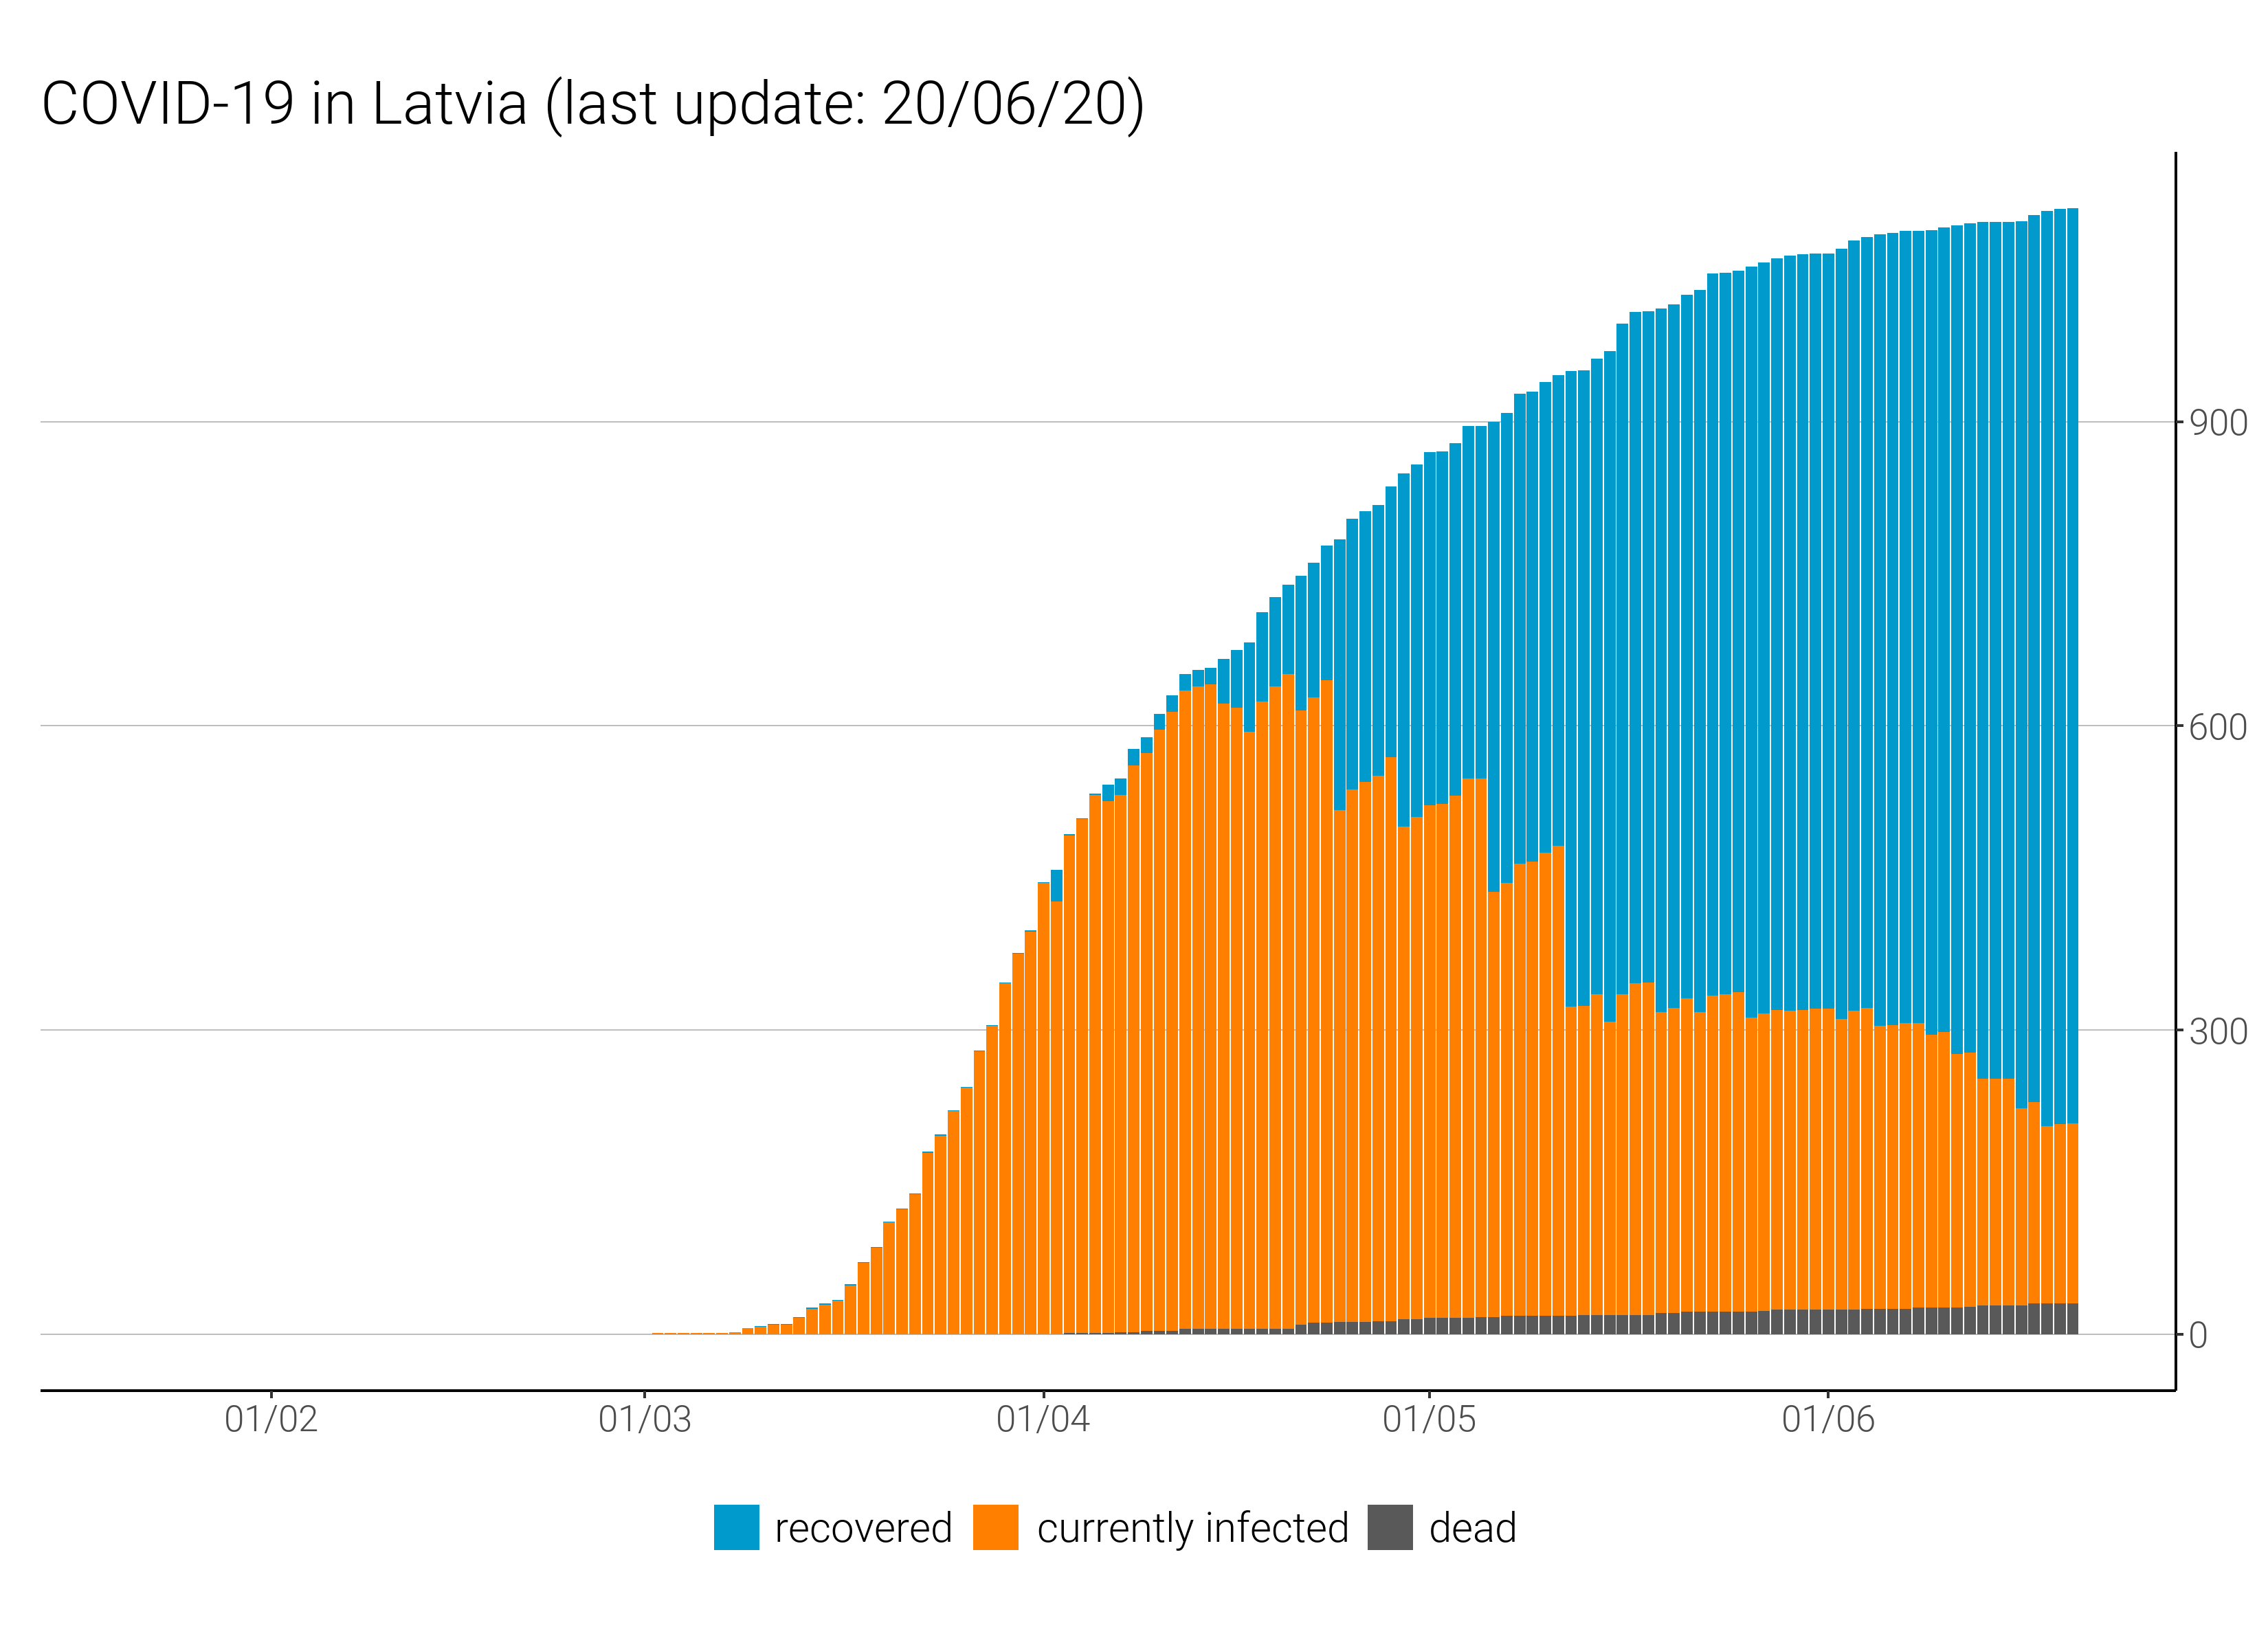 COVID-19 in Latvia (last update: 20/06/20)
900
600
300
0
01/02 01/03 01/04 01/05 01/06
recovered currently infected dead